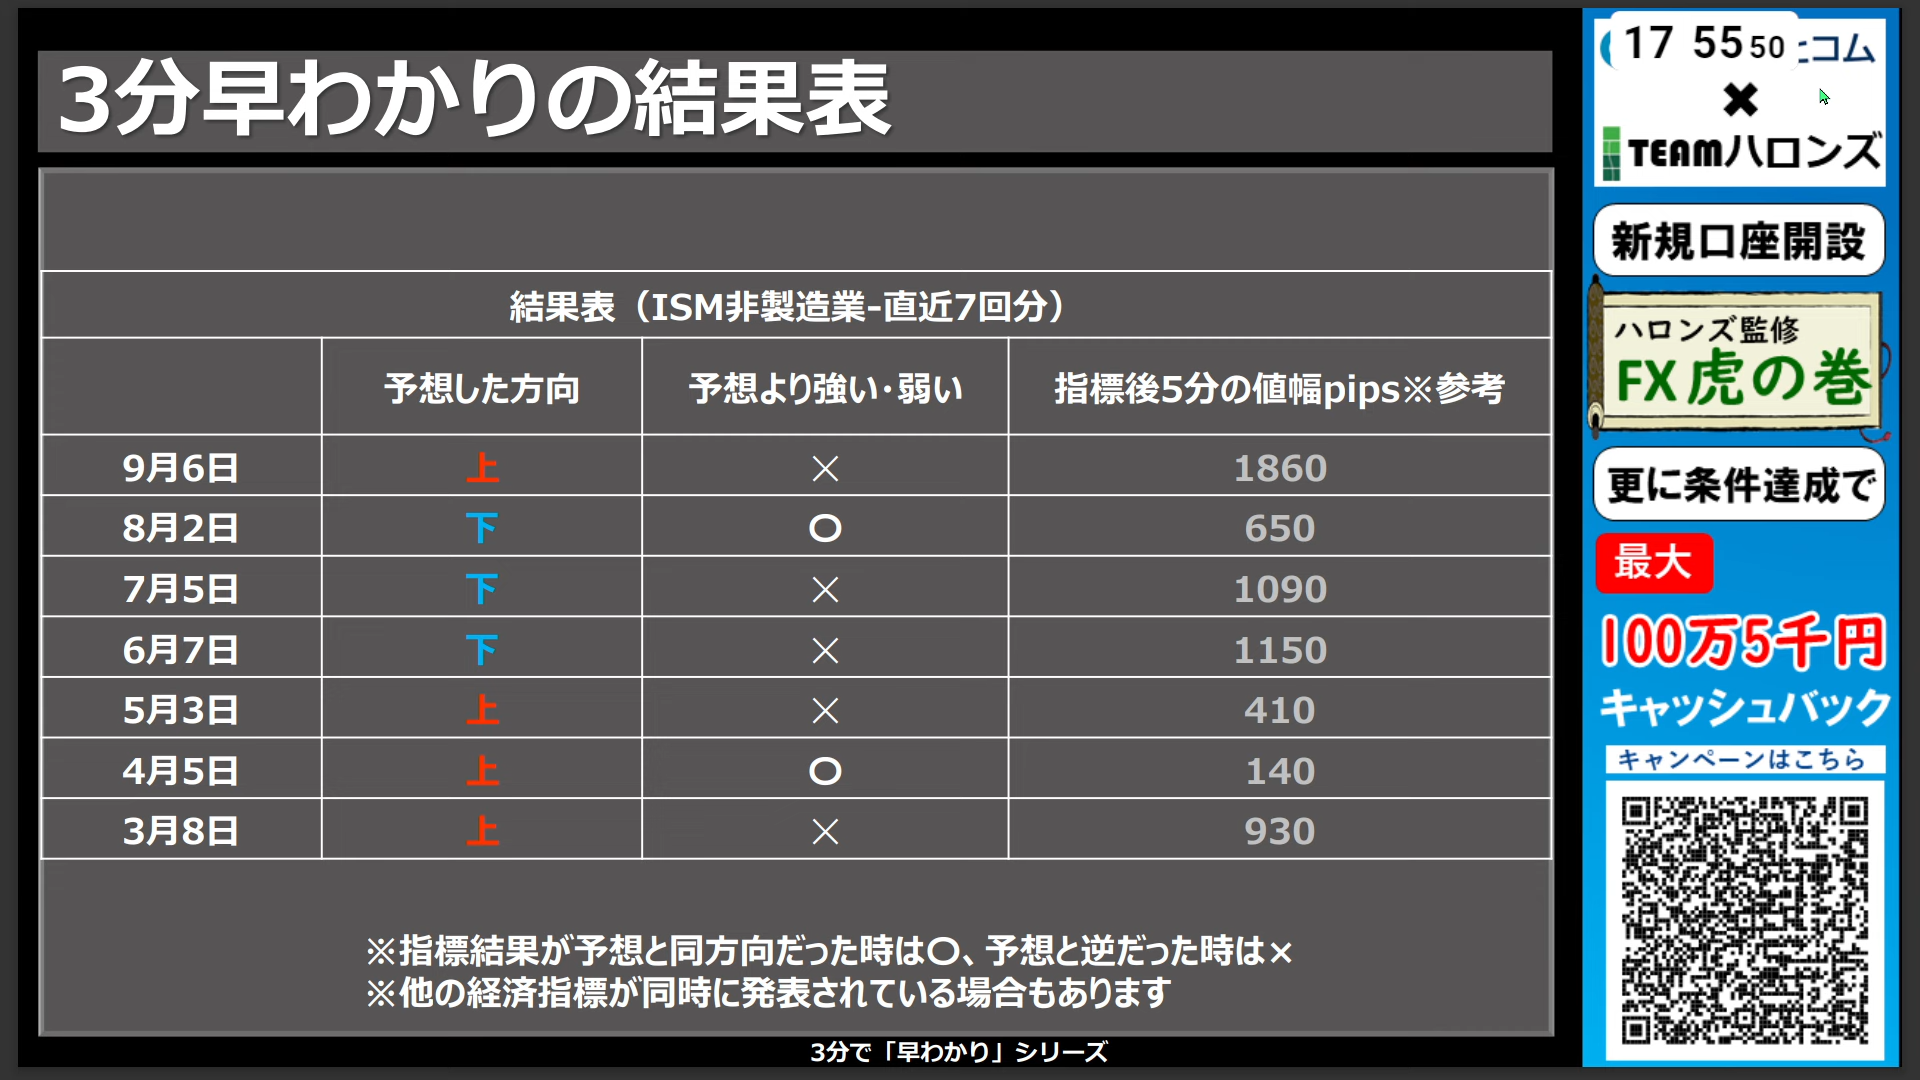 3分早わかりの結果表
結果表（ISM非製造業-直近7回分）
予想した方向 予想より強い・弱い 指標後5分の値幅pips※参考
9月6日 上 × 1860
8月2日 下 〇 650
7月5日 下 × 1090
6月7日 下 × 1150
5月3日 上 × 410
4月5日 上 〇 140
3月8日 上 × 930
※指標結果が予想と同方向だった時は〇、予想と逆だった時は×
※他の経済指標が同時に発表されている場合もあります
3分で「早わかり」シリーズ
17 55 50
コム
✖
TEAMハロンズ
新規口座開設
ハロンズ監修
FX虎の巻
更に条件達成で
最大
100万5千円
キャッシュバック
キャンペーンはこちら